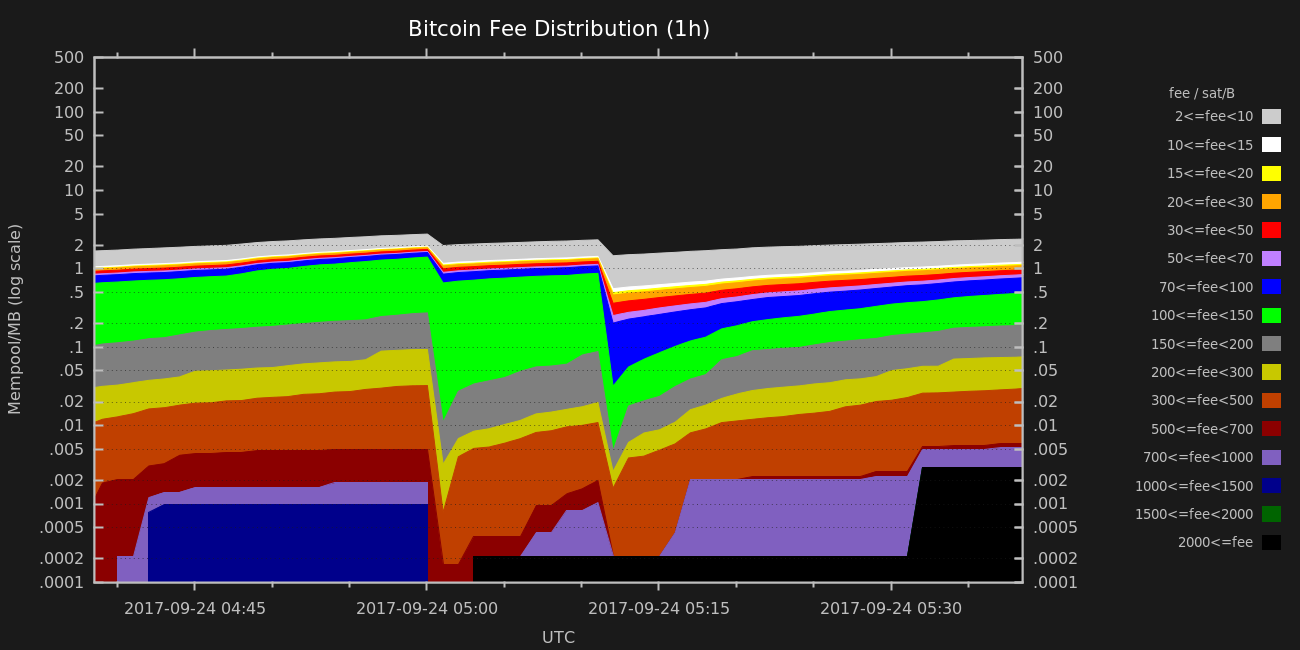 Bitcoin Fee Distribution (1h)
500 500
200 200
100 100
50 50
20 20
10 10
5 5
2 2
1 1
.5 .5
.2 .2
.1 .1
.05 .05
.02 .02
.01 .01
.005 .005
.002 .002
.001 .001
.0005 .0005
.0002 .0002
.0001 .0001
Mempool/MB (log scale)
2017-09-24 04:45 2017-09-24 05:00 2017-09-24 05:15 2017-09-24 05:30
UTC
fee / sat/B
2<=fee<10
10<=fee<15
15<=fee<20
20<=fee<30
30<=fee<50
50<=fee<70
70<=fee<100
100<=fee<150
150<=fee<200
200<=fee<300
300<=fee<500
500<=fee<700
700<=fee<1000
1000<=fee<1500
1500<=fee<2000
2000<=fee